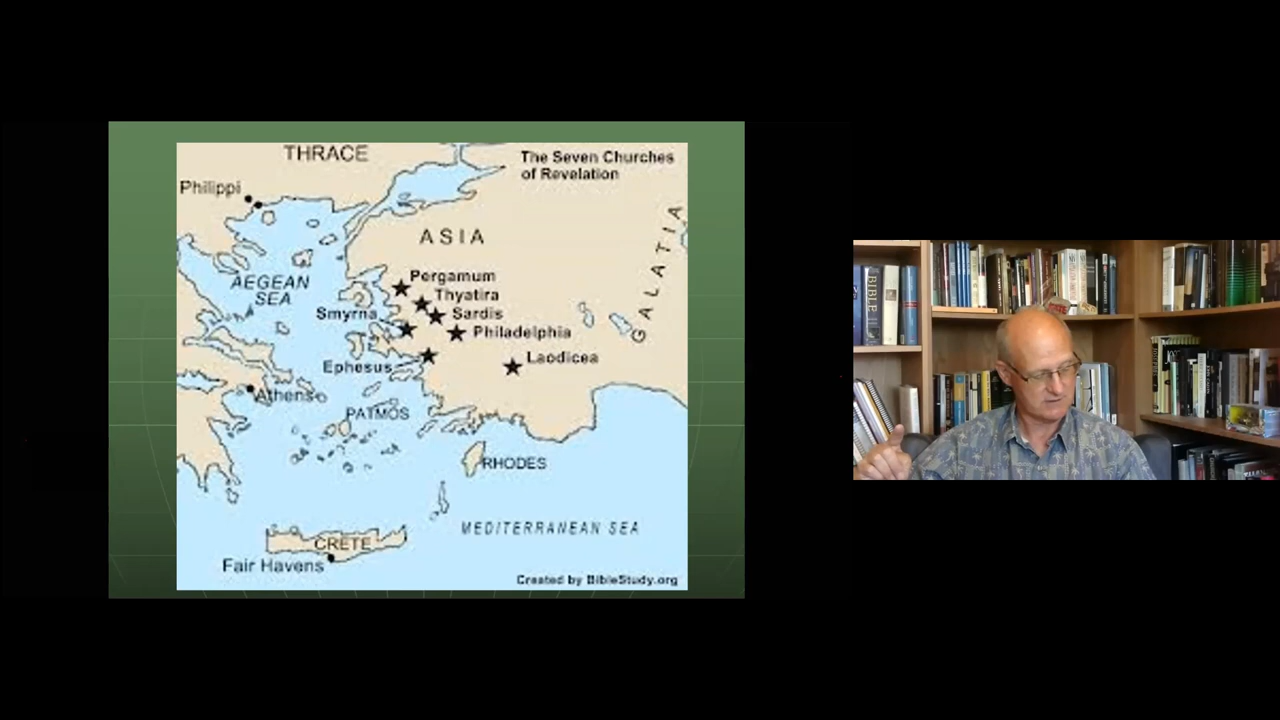 THRACE
The Seven Churches
of Revelation
Philippi
ASIA
GALATIA
AEGEAN
SEA
Pergamum
Thyatira
Smyrna
Sardis
Philadelphia
Laodicea
Ephesus
Athens
PATMOS
RHODES
MEDITERRANEAN SEA
CRETE
Fair Havens
Created by BibleStudy.org
BIBLE